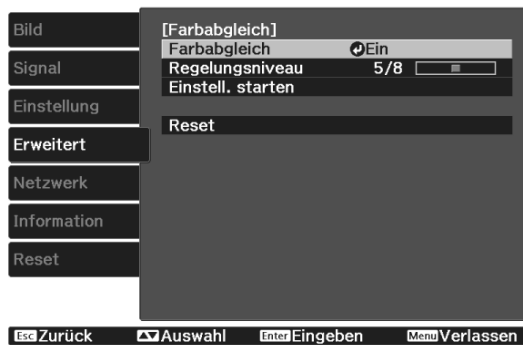 Bild
Signal
Einstellung
Erweitert
Netzwerk
Information
Reset
[Farbabgleich]
Farbabgleich Ein
Regelungsniveau 5/8
Einstell. starten
Reset
Esc Zurück Auswahl Enter Eingeben Menu Verlassen